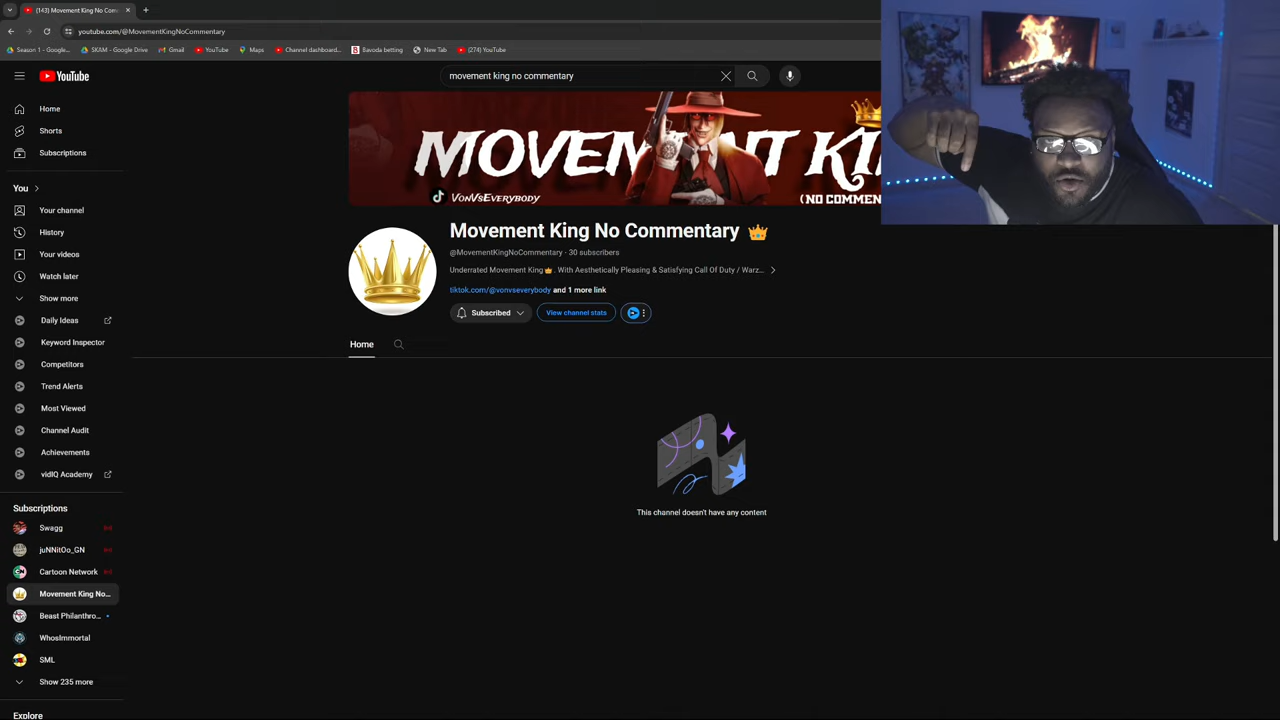 (143) Movement King No Com
youtube.com/@MovementKingNoCommentary
Season 1 - Google...
SKAM - Google Drive
Gmail
YouTube
Maps
Channel dashboard...
Bavoda betting
New Tab
(274) YouTube
YouTube
movement king no commentary
Home
Shorts
Subscriptions
You
Your channel
History
Your videos
Watch later
Show more
Daily Ideas
Keyword Inspector
Competitors
Trend Alerts
Most Viewed
Channel Audit
Achievements
vidIQ Academy
Subscriptions
Swagg
juNNitOo_GN
Cartoon Network
Movement King No...
Beast Philanthro...
WhosImmortal
SML
Show 235 more
Explore
MOVEMENT KI
VonVsEverybody
(NO COMMEN
Movement King No Commentary
@MovementKingNoCommentary · 30 subscribers
Underrated Movement King . With Aesthetically Pleasing & Satisfying Call Of Duty / Warz...
tiktok.com/@vonvseverybody and 1 more link
Subscribed
View channel stats
Home
This channel doesn't have any content